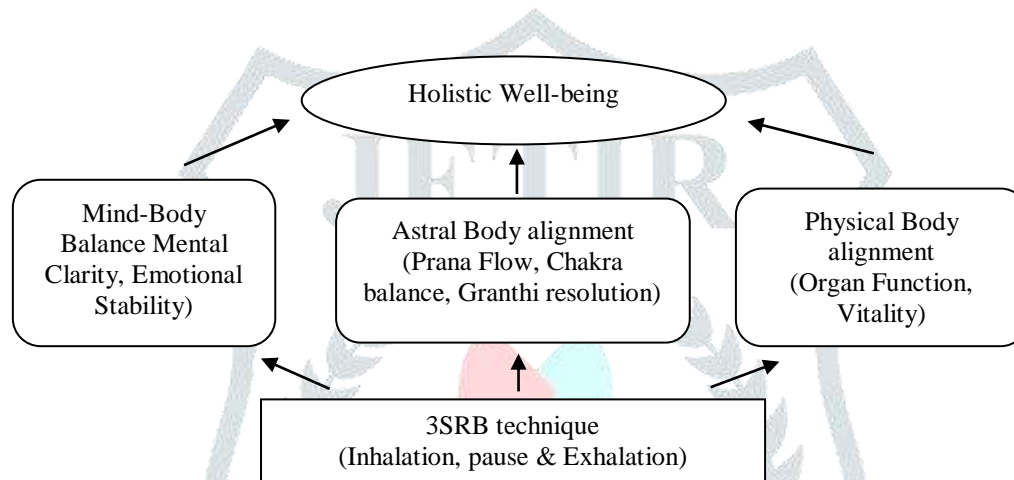 Holistic Well-being
JETIR
Mind-Body
Balance Mental
Clarity, Emotional
Stability)
Astral Body alignment
(Prana Flow, Chakra
balance, Granthi resolution)
Physical Body
alignment
(Organ Function,
Vitality)
3SRB technique
(Inhalation, pause & Exhalation)